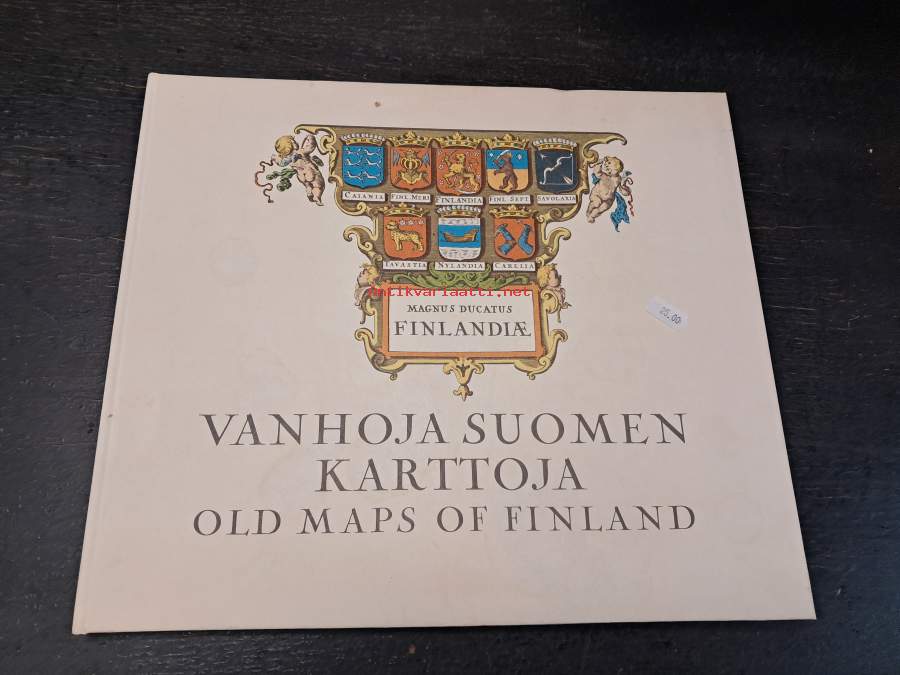 CAIANIA FINL. MERI FINLANDIA FINL. SEPT. SAVOLAXIA
TAVASTIA NYLANDIA CARELIA
antikvariaatti.net
MAGNUS DUCATUS
FINLANDIÆ
25.00
VANHOJA SUOMEN
KARTTOJA
OLD MAPS OF FINLAND